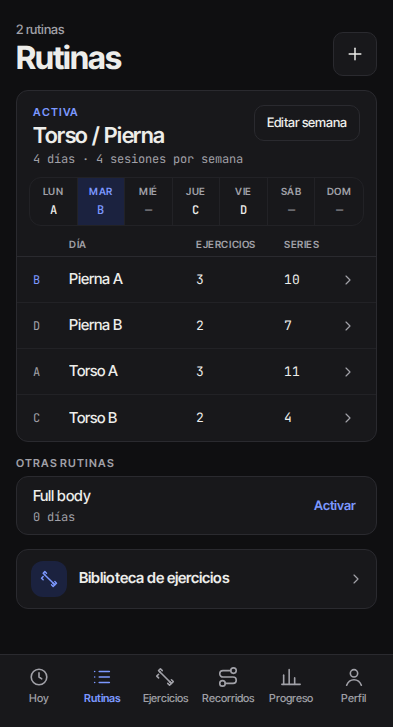 2 rutinas
Rutinas
ACTIVA
Torso / Pierna
4 días · 4 sesiones por semana
Editar semana
LUN MAR MIÉ JUE VIE SÁB DOM
A B – C D – –
DÍA EJERCICIOS SERIES
B Pierna A 3 10
D Pierna B 2 7
A Torso A 3 11
C Torso B 2 4
OTRAS RUTINAS
Full body
0 días
Activar
Biblioteca de ejercicios
Hoy Rutinas Ejercicios Recorridos Progreso Perfil